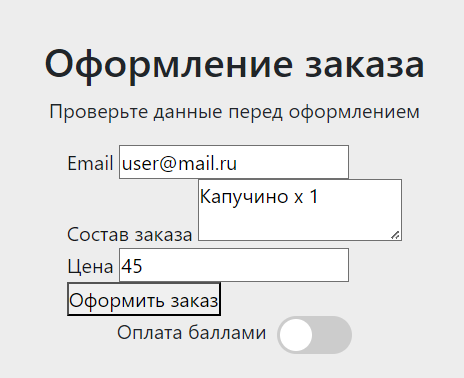 Оформление заказа
Проверьте данные перед оформлением
Email user@mail.ru
Капучино x 1
Состав заказа
Цена 45
Оформить заказ
Оплата баллами